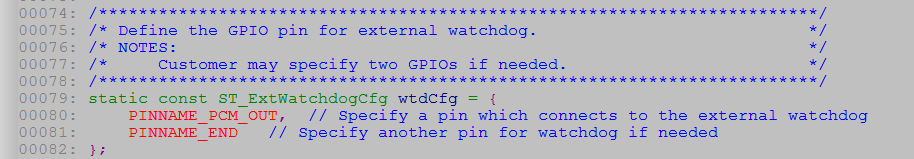 00074: /***************************************************************************/
00075: /* Define the GPIO pin for external watchdog. */
00076: /* NOTES: */
00077: /* Customer may specify two GPIOs if needed. */
00078: /***************************************************************************/
00079: static const ST_ExtWatchdogCfg wtdCfg = {
00080: PINNAME_PCM_OUT, // Specify a pin which connects to the external watchdog
00081: PINNAME_END // Specify another pin for watchdog if needed
00082: };